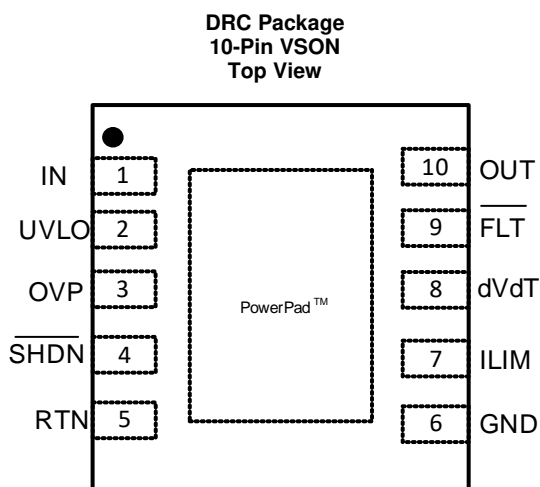 DRC Package
10-Pin VSON
Top View
IN 1 10 OUT
UVLO 2 9 FLT
OVP 3 8 dVdT
PowerPad™
SHDN 4 7 ILIM
RTN 5 6 GND